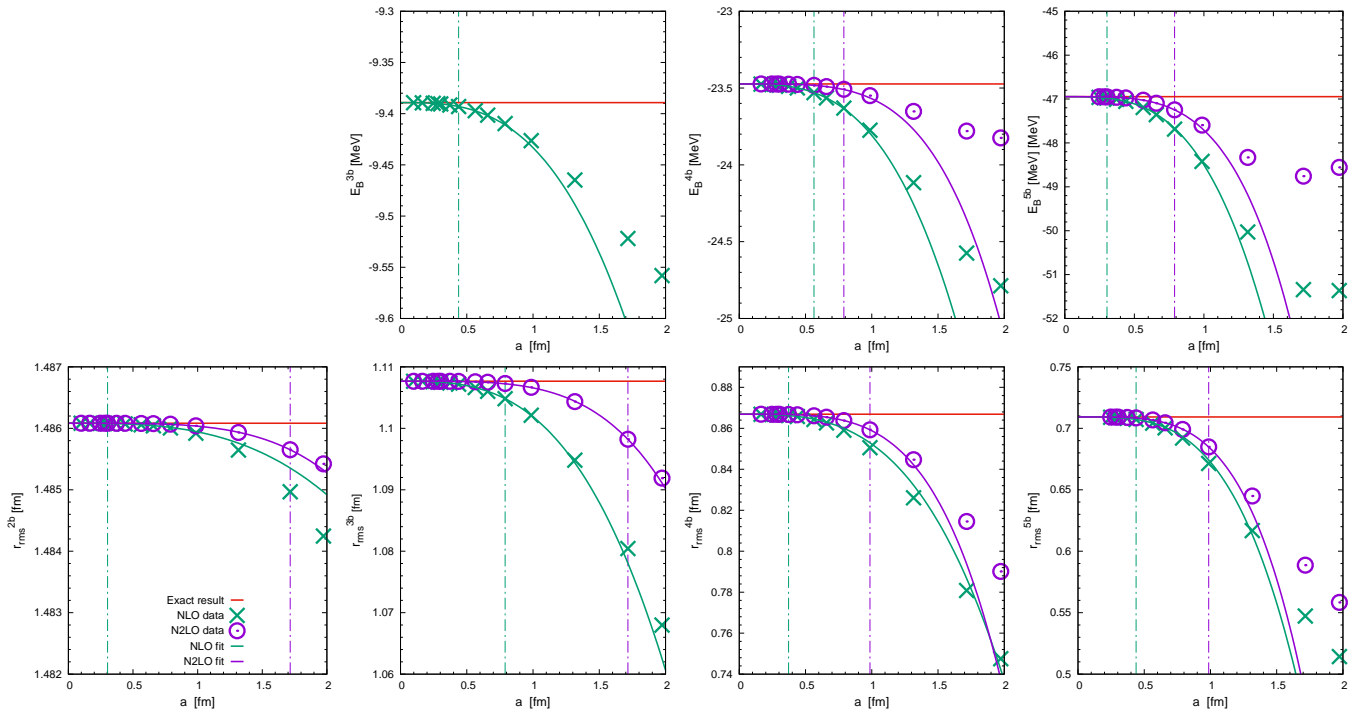 -9.3
-9.35
-9.4
-9.45
-9.5
-9.55
-9.6
E_B^3b [MeV]
0 0.5 1 1.5 2
a [fm]
-23
-23.5
-24
-24.5
-25
E_B^4b [MeV]
0 0.5 1 1.5 2
a [fm]
-45
-46
-47
-48
-49
-50
-51
-52
E_B^5b [MeV] [MeV]
0 0.5 1 1.5 2
a [fm]
1.487
1.486
1.485
1.484
1.483
1.482
r_rms^2b [fm]
Exact result
NLO data
N2LO data
NLO fit
N2LO fit
0 0.5 1 1.5 2
a [fm]
1.11
1.1
1.09
1.08
1.07
1.06
r_rms^3b [fm]
0 0.5 1 1.5 2
a [fm]
0.88
0.86
0.84
0.82
0.8
0.78
0.76
0.74
r_rms^4b [fm]
0 0.5 1 1.5 2
a [fm]
0.75
0.7
0.65
0.6
0.55
0.5
r_rms^5b [fm]
0 0.5 1 1.5 2
a [fm]